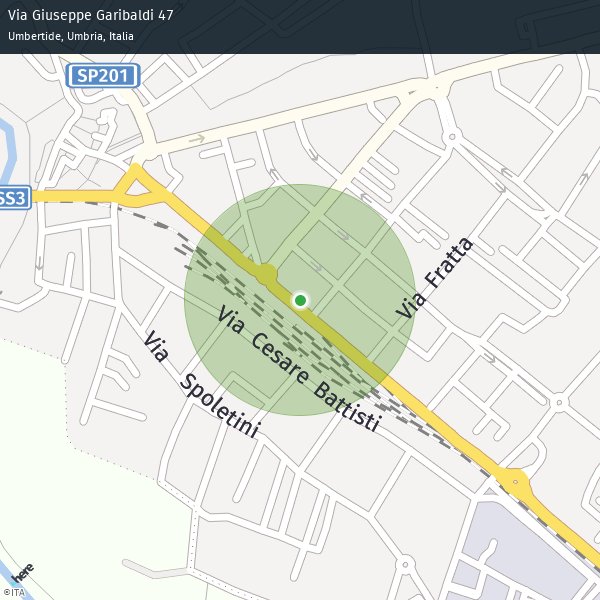 Via Giuseppe Garibaldi 47
Umbertide, Umbria, Italia
SP201
SS3
Via Fratta
Via Cesare Battisti
Via Spoletini
here
©ITA